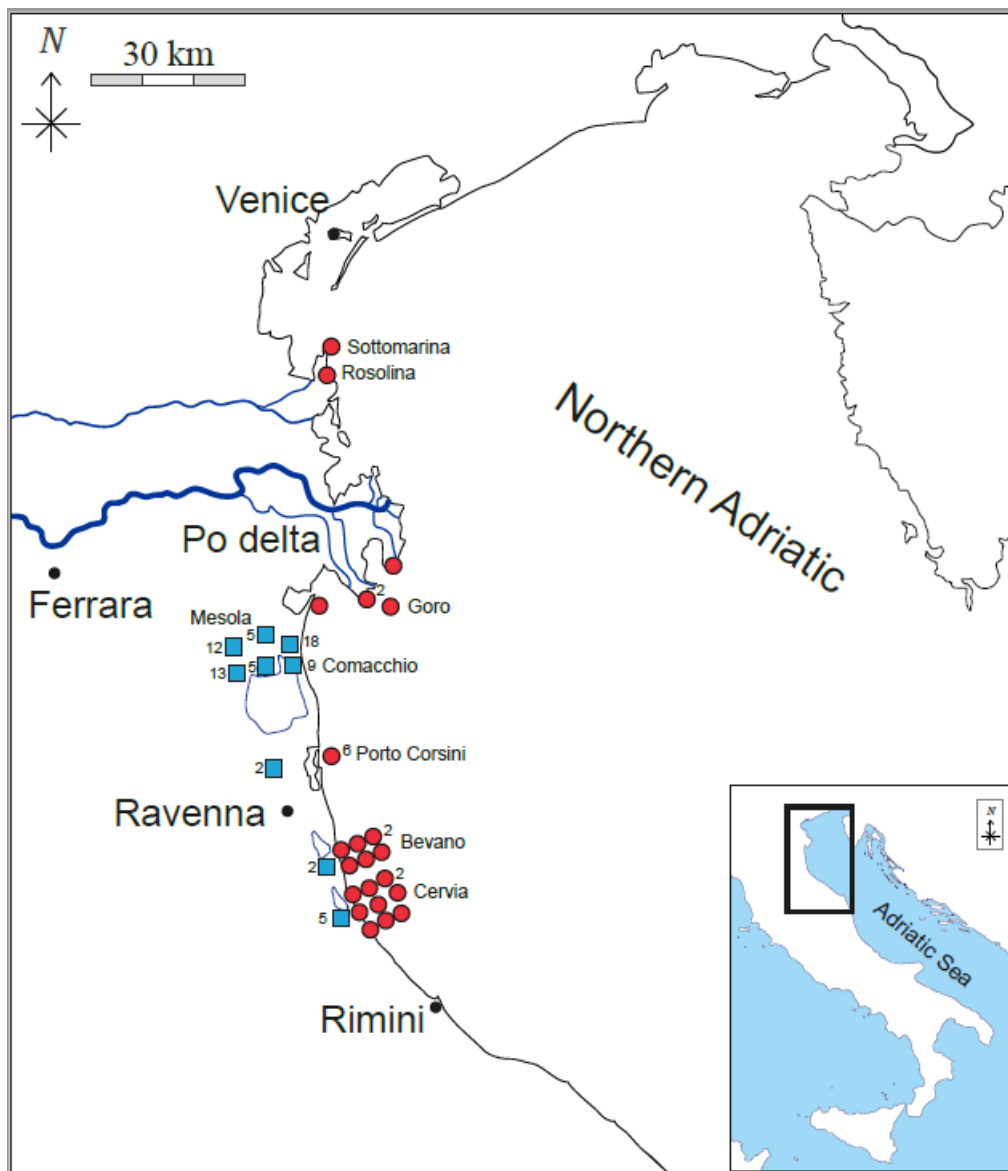 N
30 km
Venice
Sottomarina
Rosolina
Northern Adriatic
Po delta
Ferrara
2
Goro
Mesola
5
18
12
5
9 Comacchio
13
6 Porto Corsini
2
Ravenna
2
Bevano
2
2
Cervia
5
Rimini
N
Adriatic Sea